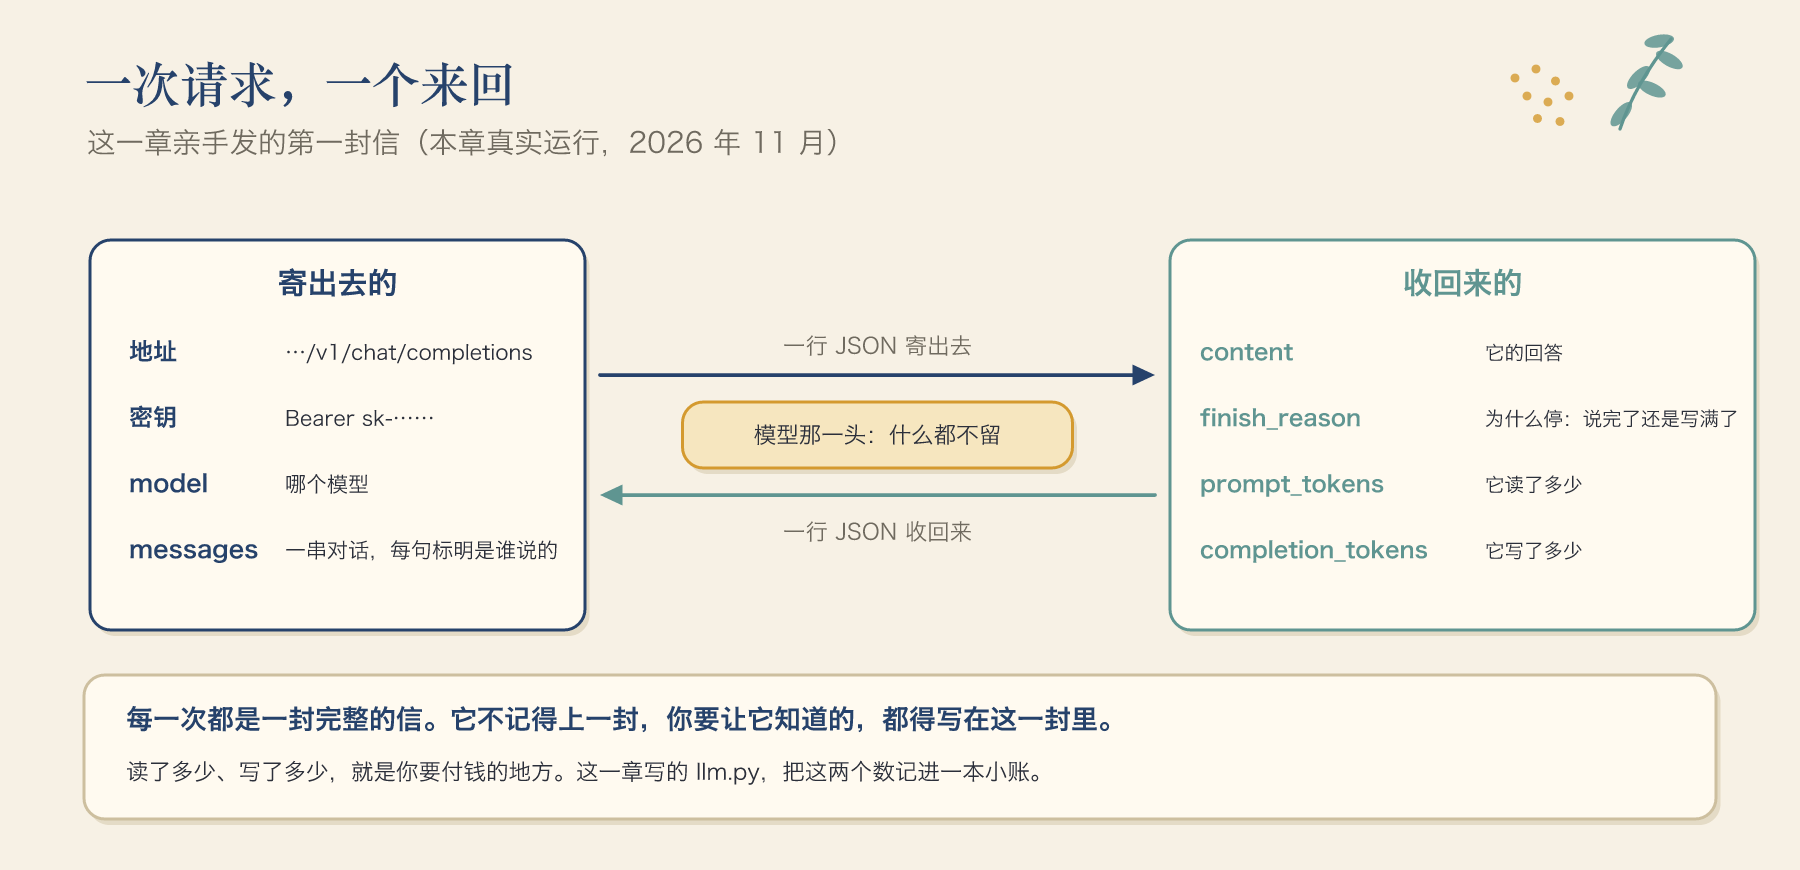 一次请求，一个来回
这一章亲手发的第一封信（本章真实运行，2026 年 11 月）
寄出去的
地址 …/v1/chat/completions
密钥 Bearer sk-……
model 哪个模型
messages 一串对话，每句标明是谁说的
一行 JSON 寄出去
模型那一头：什么都不留
一行 JSON 收回来
收回来的
content 它的回答
finish_reason 为什么停：说完了还是写满了
prompt_tokens 它读了多少
completion_tokens 它写了多少
每一次都是一封完整的信。它不记得上一封，你要让它知道的，都得写在这一封里。
读了多少、写了多少，就是你要付钱的地方。这一章写的 llm.py，把这两个数记进一本小账。